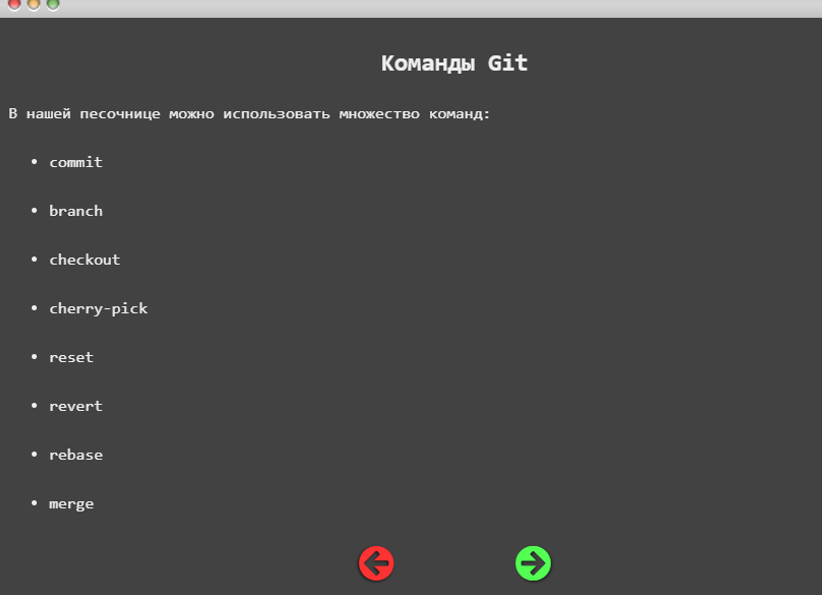 Команды Git
В нашей песочнице можно использовать множество команд:
• commit
• branch
• checkout
• cherry-pick
• reset
• revert
• rebase
• merge